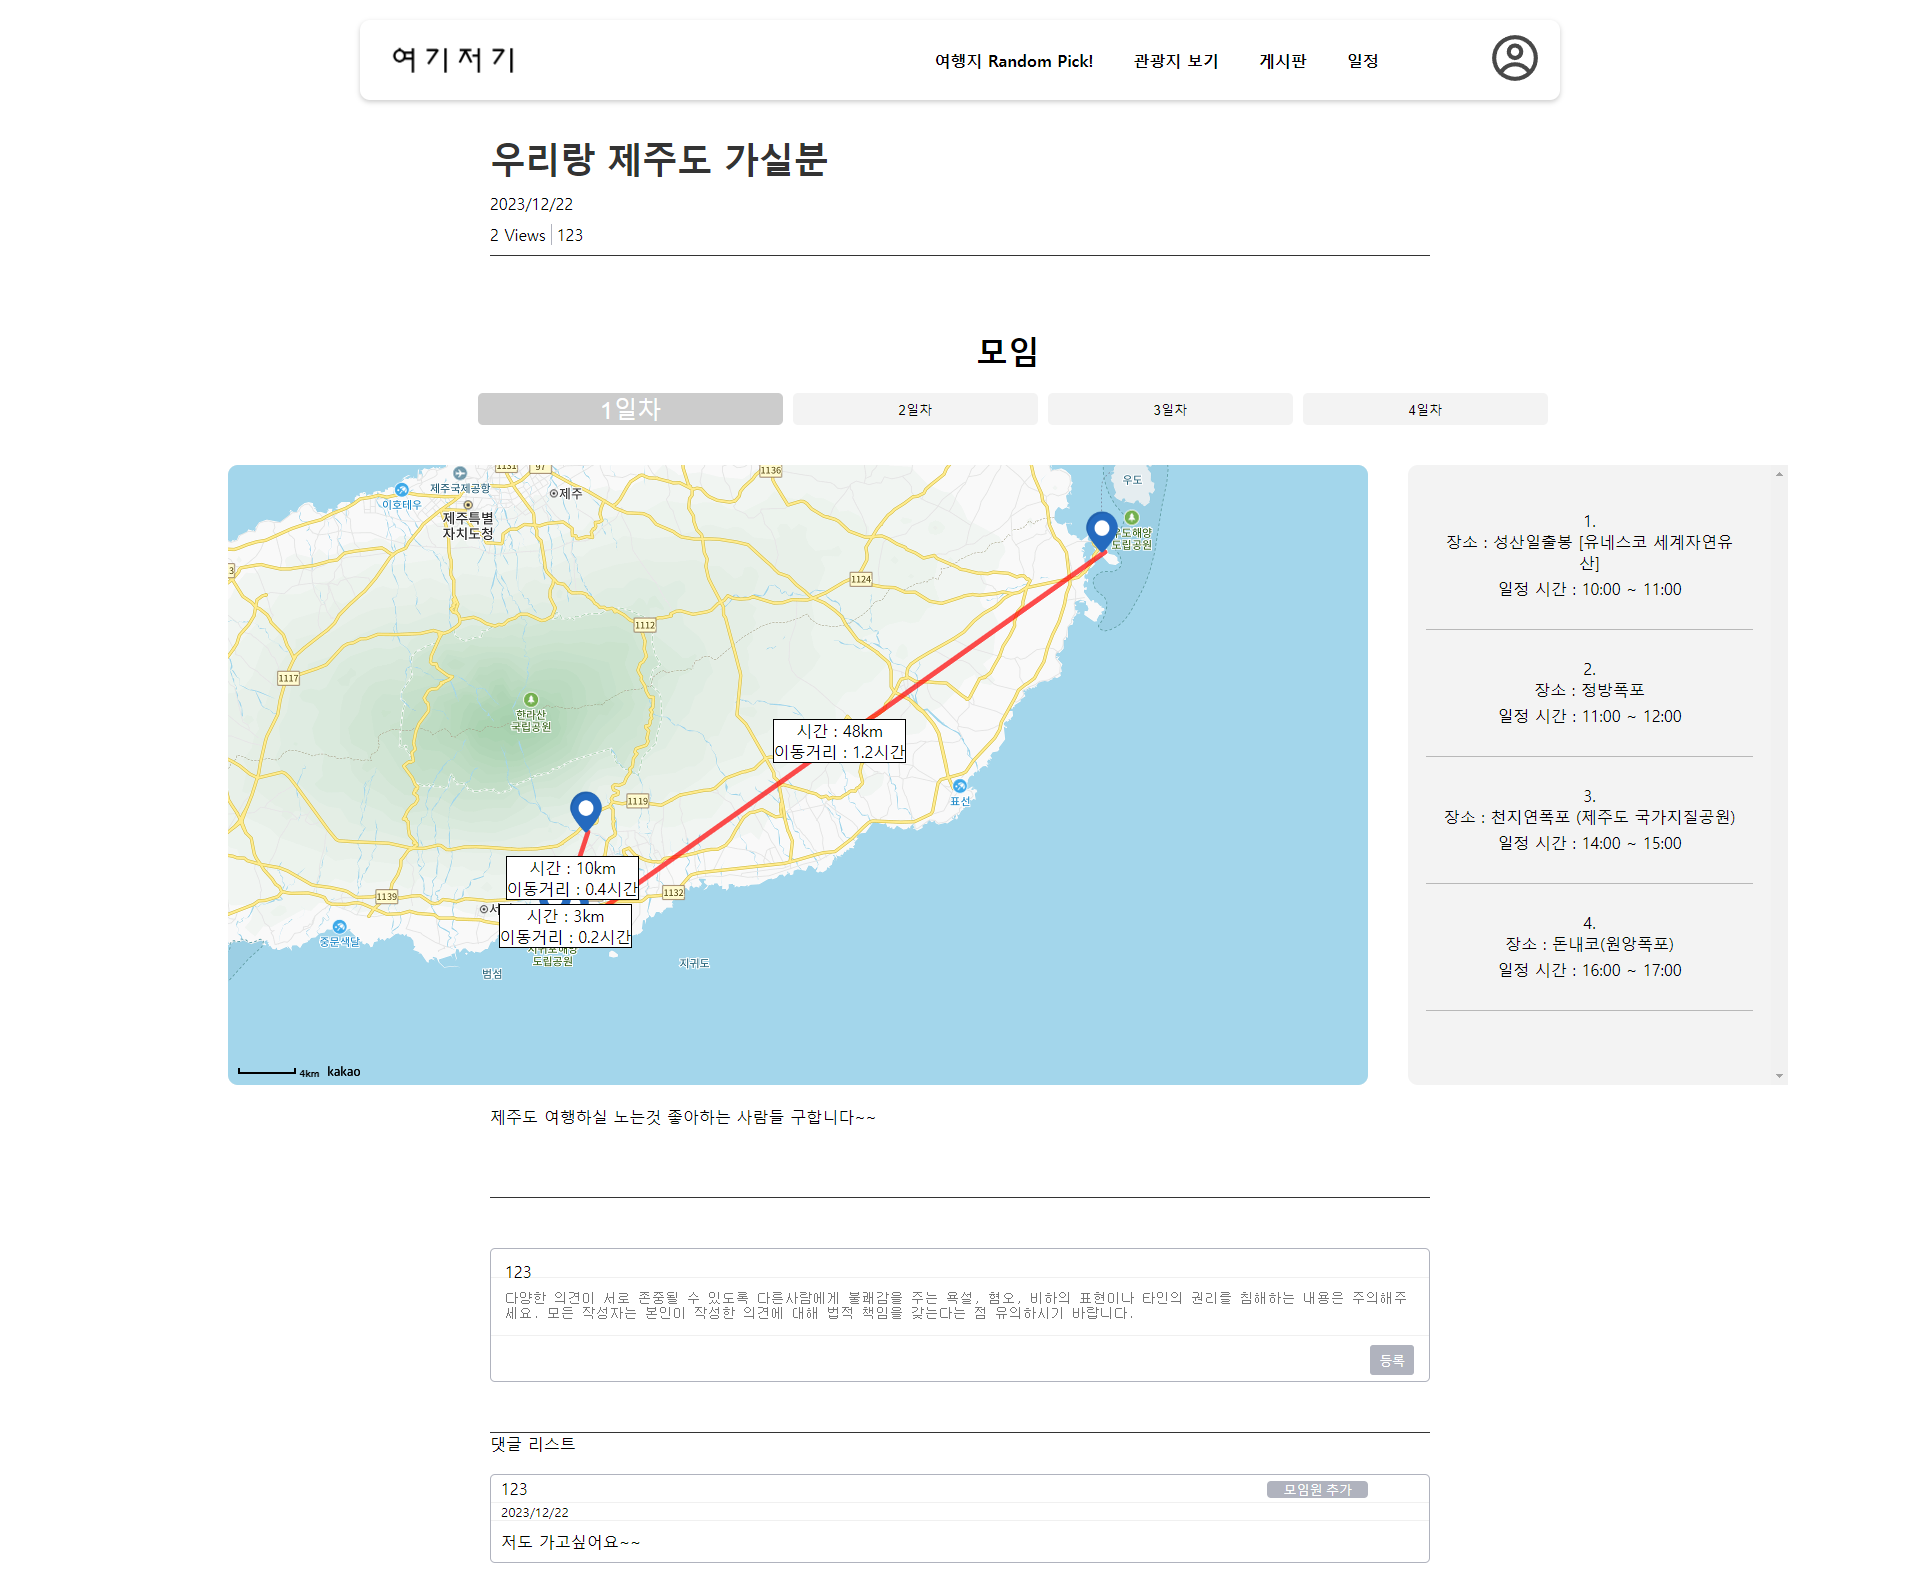 여기저기
여행지 Random Pick!
관광지 보기
게시판
일정
우리랑 제주도 가실분
2023/12/22
2 Views
123
모임
1일차
2일차
3일차
4일차
1131
97
1136
제주국제공항
이호테우
제주
제주특별
자치도청
우도
우도해양
도립공원
3
1124
1112
1117
한라산
국립공원
시간 : 48km
이동거리 : 1.2시간
표선
1119
시간 : 10km
이동거리 : 0.4시간
1139
1132
시간 : 3km
이동거리 : 0.2시간
중문색달
도립공원
범섬
지귀도
4km
kakao
1.
장소 : 성산일출봉 [유네스코 세계자연유
산]
일정 시간 : 10:00 ~ 11:00
2.
장소 : 정방폭포
일정 시간 : 11:00 ~ 12:00
3.
장소 : 천지연폭포 (제주도 국가지질공원)
일정 시간 : 14:00 ~ 15:00
4.
장소 : 돈내코(원앙폭포)
일정 시간 : 16:00 ~ 17:00
제주도 여행하실 노는것 좋아하는 사람들 구합니다~~
123
다양한 의견이 서로 존중될 수 있도록 다른사람에게 불쾌감을 주는 욕설, 혐오, 비하의 표현이나 타인의 권리를 침해하는 내용은 주의해주
세요. 모든 작성자는 본인이 작성한 의견에 대해 법적 책임을 갖는다는 점 유의하시기 바랍니다.
등록
댓글 리스트
123
모임원 추가
2023/12/22
저도 가고싶어요~~